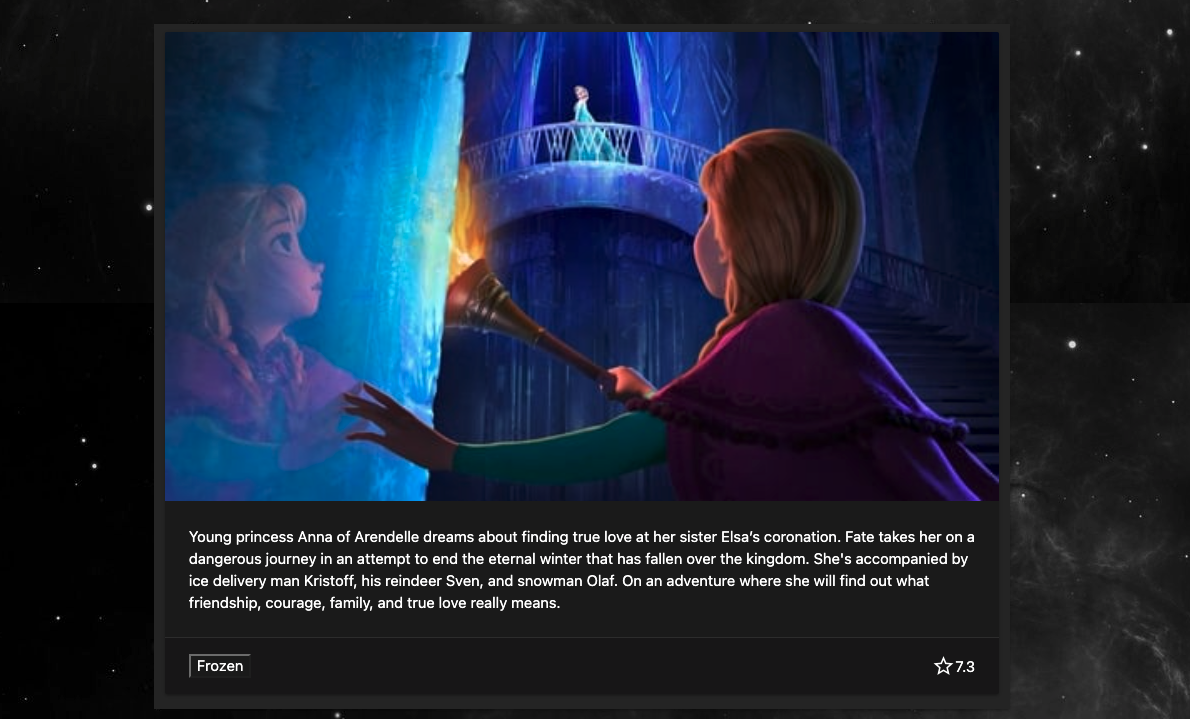 Young princess Anna of Arendelle dreams about finding true love at her sister Elsa’s coronation. Fate takes her on a
dangerous journey in an attempt to end the eternal winter that has fallen over the kingdom. She's accompanied by
ice delivery man Kristoff, his reindeer Sven, and snowman Olaf. On an adventure where she will find out what
friendship, courage, family, and true love really means.
Frozen
7.3